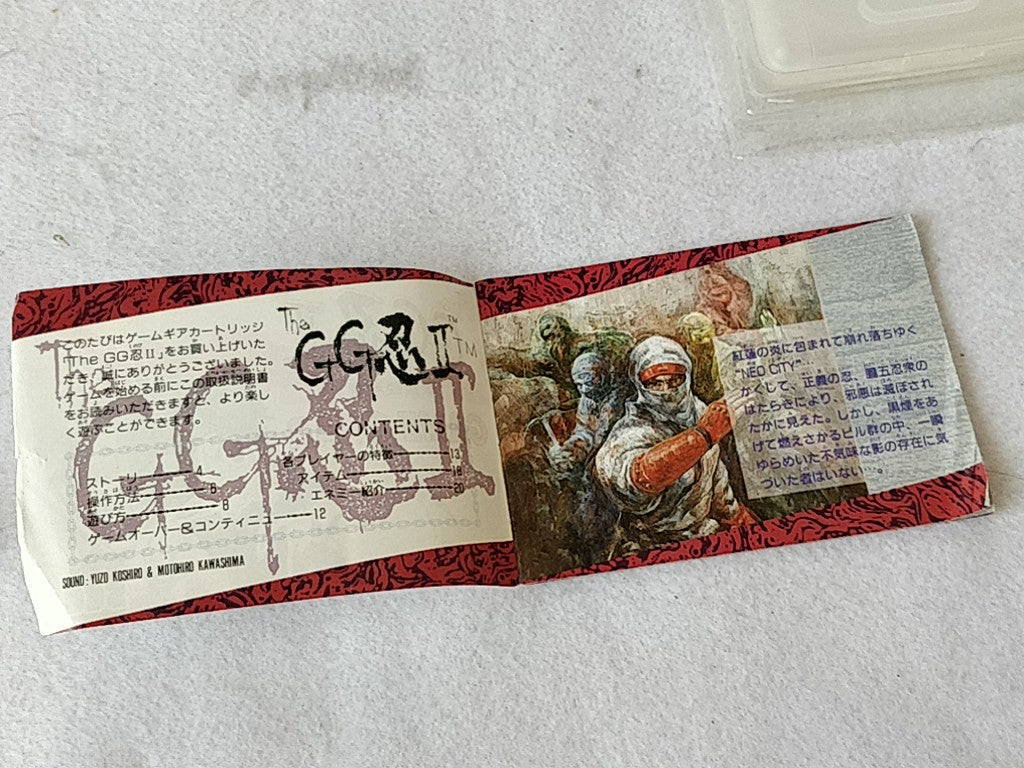 このたびはゲームギアカートリッジ
「The GG忍Ⅱ」をお買い上げいた
だき、誠にありがとうございました。
ゲームを始める前にこの取扱説明書
をお読みいただきますと、より楽し
く遊ぶことができます。
The
GG忍Ⅱ™
CONTENTS
ストーリー 4
操作方法 6
遊び方 8
ゲームオーバー&コンティニュー 12
各プレイヤーの特徴 13
アイテム 18
エネミー紹介 20
SOUND: YUZO KOSHIRO & MOTOHIRO KAWASHIMA
紅蓮の炎に包まれて崩れ落ちゆく
"NEO CITY"。
かくして、正義の忍、五忍衆の
はたらきにより、邪悪は滅ぼされ
たかに見えた。しかし、黒煙をあ
げて燃えさかるビル群の中、一瞬
ゆらめいた不気味な影の存在に気
づいた者はいない…。